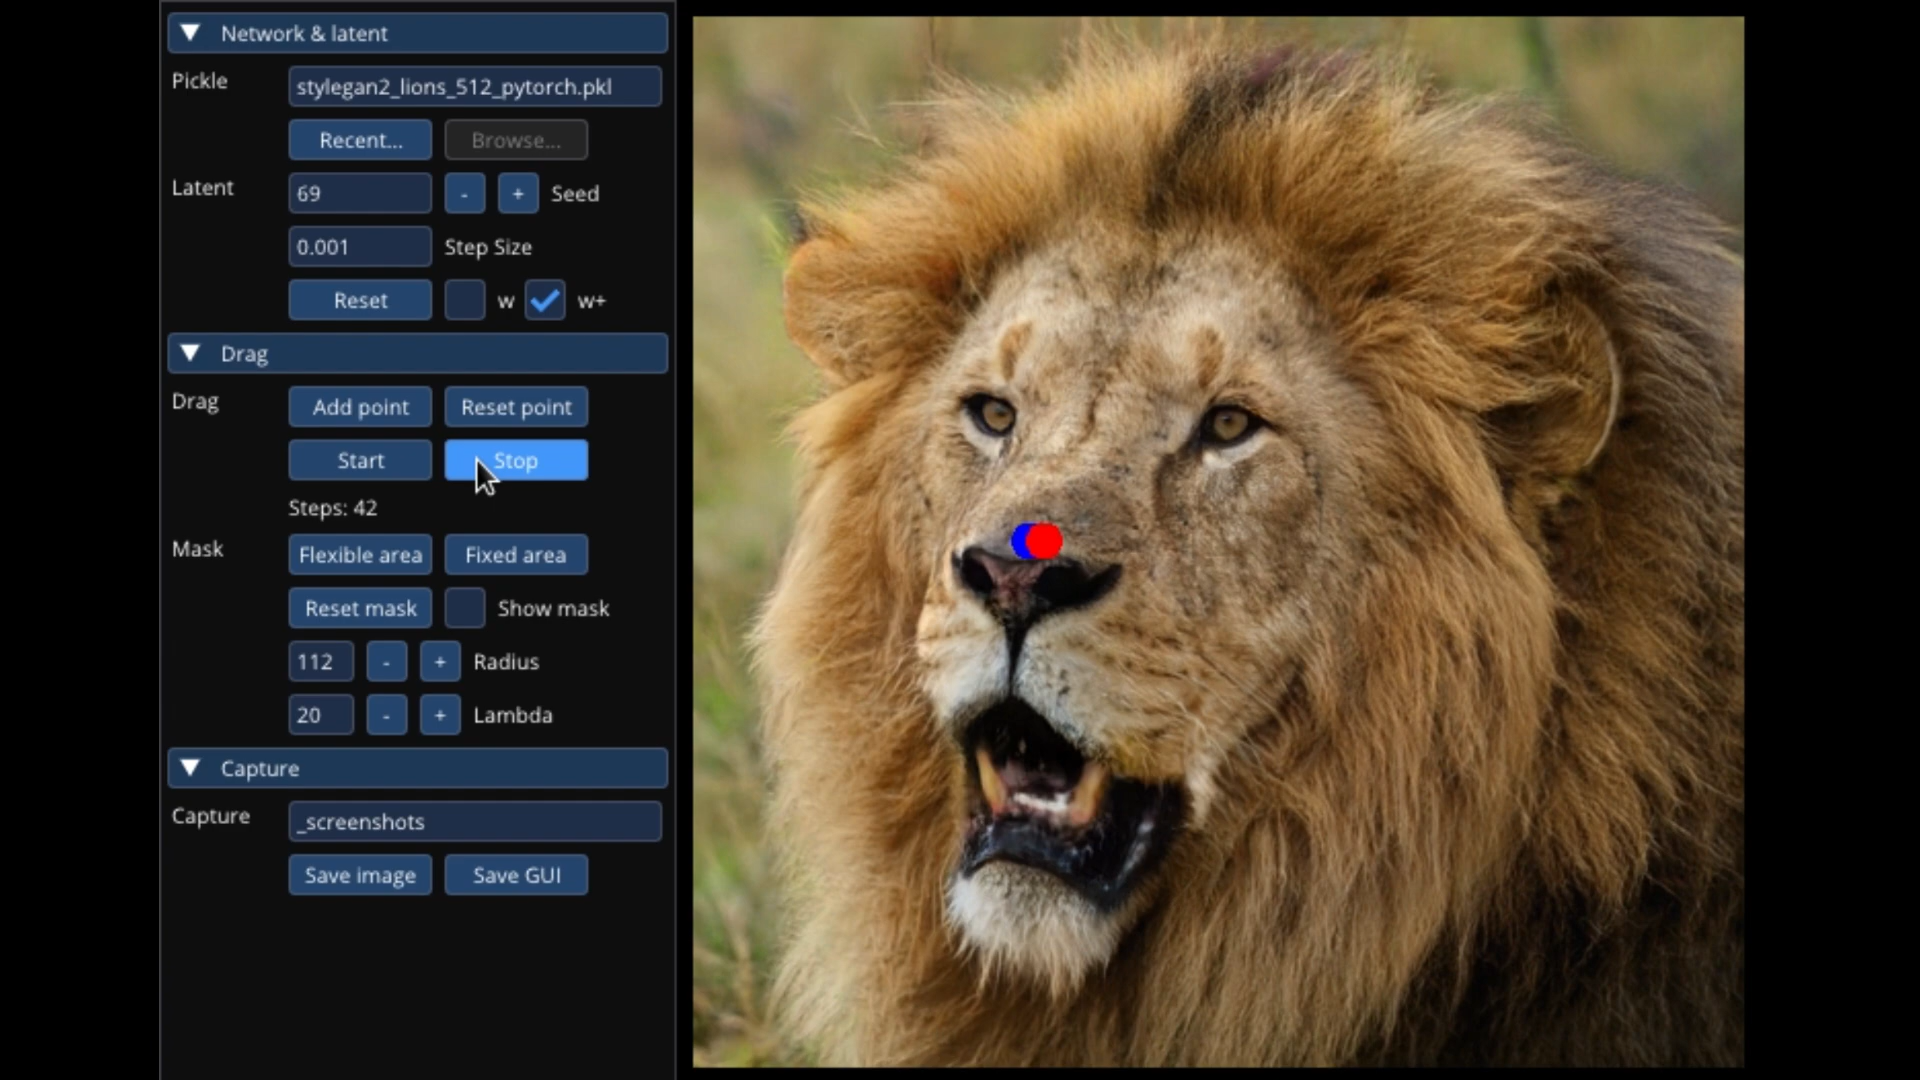 Network & latent
Pickle
stylegan2_lions_512_pytorch.pkl
Recent...
Browse...
Latent
69
-
+
Seed
0.001
Step Size
Reset
w
w+
Drag
Drag
Add point
Reset point
Start
Stop
Steps: 42
Mask
Flexible area
Fixed area
Reset mask
Show mask
112
-
+
Radius
20
-
+
Lambda
Capture
Capture
_screenshots
Save image
Save GUI